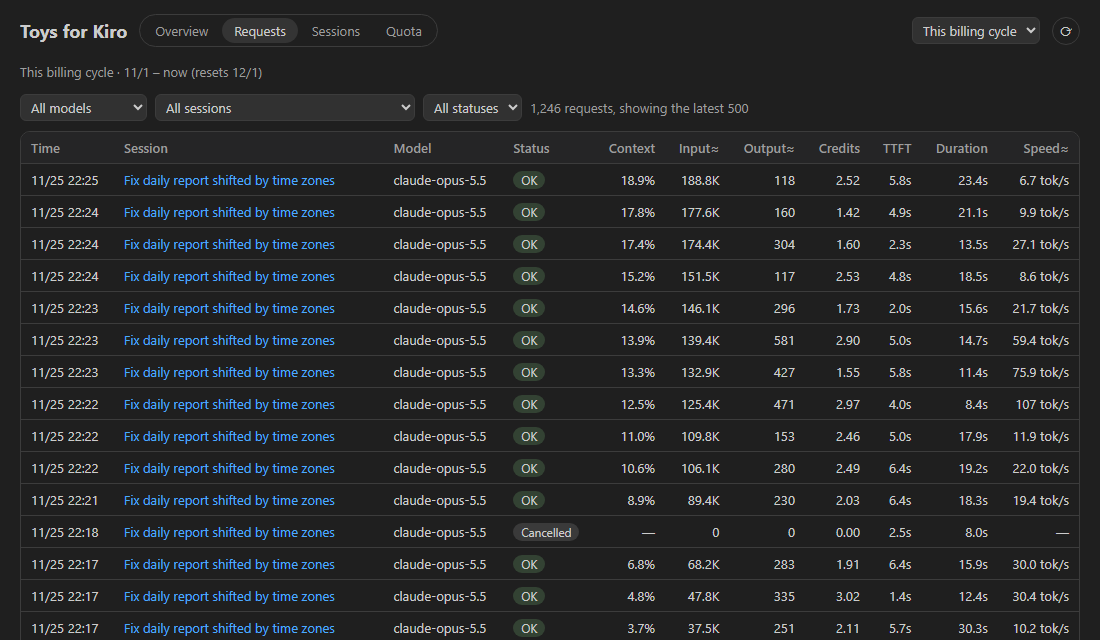 Toys for Kiro Overview Requests Sessions Quota This billing cycle
This billing cycle · 11/1 – now (resets 12/1)
All models All sessions All statuses 1,246 requests, showing the latest 500
Time Session Model Status Context Input≈ Output≈ Credits TTFT Duration Speed≈
11/25 22:25 Fix daily report shifted by time zones claude-opus-5.5 OK 18.9% 188.8K 118 2.52 5.8s 23.4s 6.7 tok/s
11/25 22:24 Fix daily report shifted by time zones claude-opus-5.5 OK 17.8% 177.6K 160 1.42 4.9s 21.1s 9.9 tok/s
11/25 22:24 Fix daily report shifted by time zones claude-opus-5.5 OK 17.4% 174.4K 304 1.60 2.3s 13.5s 27.1 tok/s
11/25 22:24 Fix daily report shifted by time zones claude-opus-5.5 OK 15.2% 151.5K 117 2.53 4.8s 18.5s 8.6 tok/s
11/25 22:23 Fix daily report shifted by time zones claude-opus-5.5 OK 14.6% 146.1K 296 1.73 2.0s 15.6s 21.7 tok/s
11/25 22:23 Fix daily report shifted by time zones claude-opus-5.5 OK 13.9% 139.4K 581 2.90 5.0s 14.7s 59.4 tok/s
11/25 22:23 Fix daily report shifted by time zones claude-opus-5.5 OK 13.3% 132.9K 427 1.55 5.8s 11.4s 75.9 tok/s
11/25 22:22 Fix daily report shifted by time zones claude-opus-5.5 OK 12.5% 125.4K 471 2.97 4.0s 8.4s 107 tok/s
11/25 22:22 Fix daily report shifted by time zones claude-opus-5.5 OK 11.0% 109.8K 153 2.46 5.0s 17.9s 11.9 tok/s
11/25 22:22 Fix daily report shifted by time zones claude-opus-5.5 OK 10.6% 106.1K 280 2.49 6.4s 19.2s 22.0 tok/s
11/25 22:21 Fix daily report shifted by time zones claude-opus-5.5 OK 8.9% 89.4K 230 2.03 6.4s 18.3s 19.4 tok/s
11/25 22:18 Fix daily report shifted by time zones claude-opus-5.5 Cancelled — 0 0 0.00 2.5s 8.0s —
11/25 22:17 Fix daily report shifted by time zones claude-opus-5.5 OK 6.8% 68.2K 283 1.91 6.4s 15.9s 30.0 tok/s
11/25 22:17 Fix daily report shifted by time zones claude-opus-5.5 OK 4.8% 47.8K 335 3.02 1.4s 12.4s 30.4 tok/s
11/25 22:17 Fix daily report shifted by time zones claude-opus-5.5 OK 3.7% 37.5K 251 2.11 5.7s 30.3s 10.2 tok/s